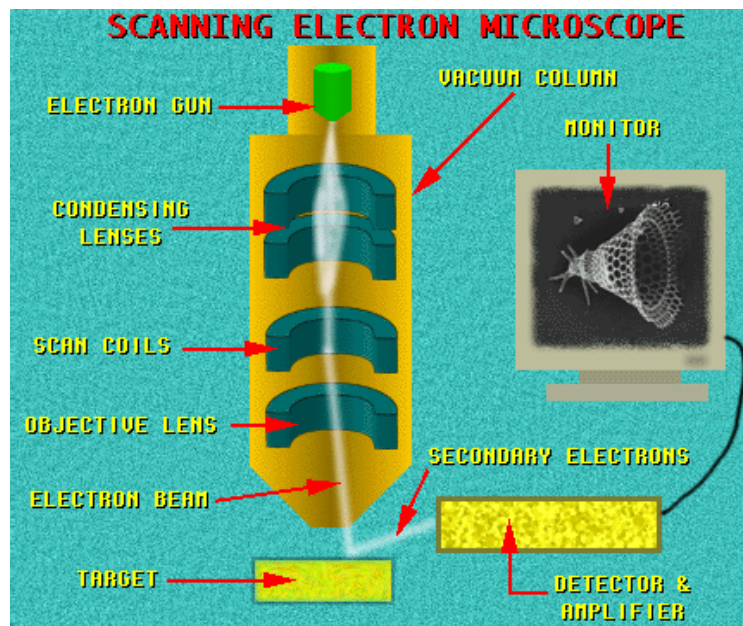 SCANNING ELECTRON MICROSCOPE
VACUUM COLUMN
ELECTRON GUN
MONITOR
CONDENSING
LENSES
SCAN COILS
OBJECTIVE LENS
SECONDARY ELECTRONS
ELECTRON BEAM
TARGET
DETECTOR &
AMPLIFIER